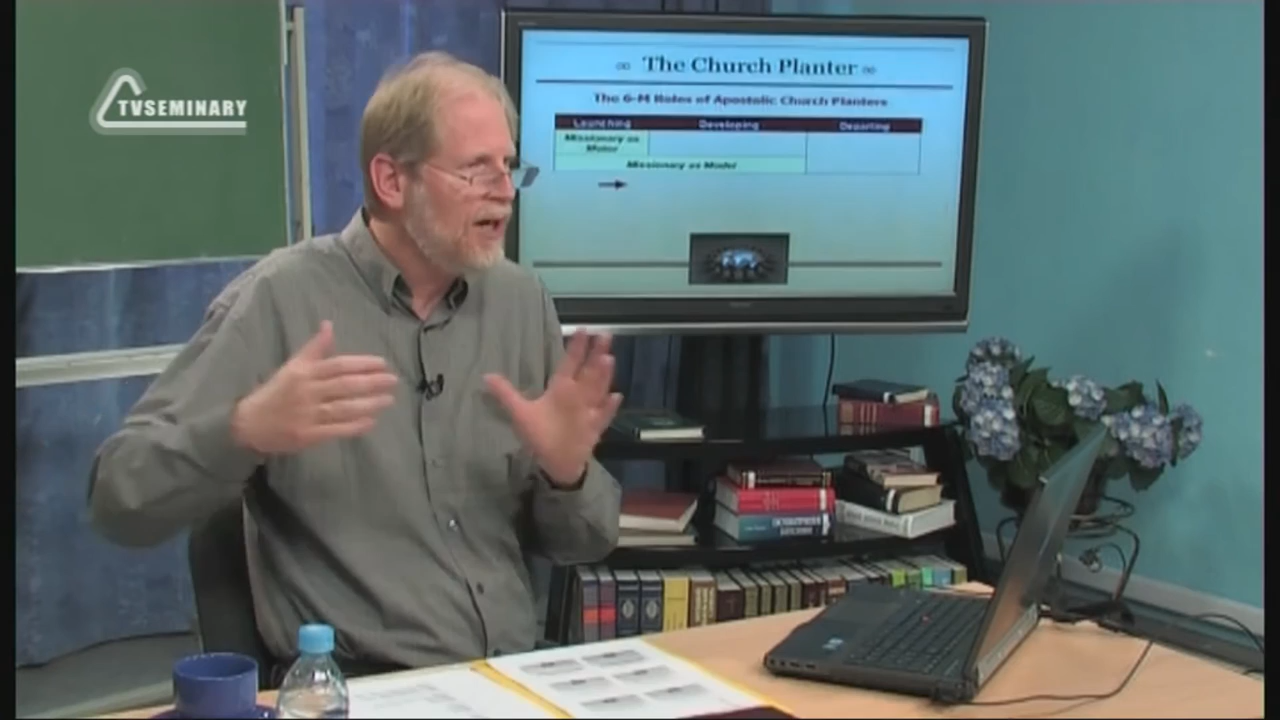 TVSEMINARY
The Church Planter
The 6-M Roles of Apostolic Church Planters
Launching Developing Departing
Missionary as
Motor
Missionary as Model